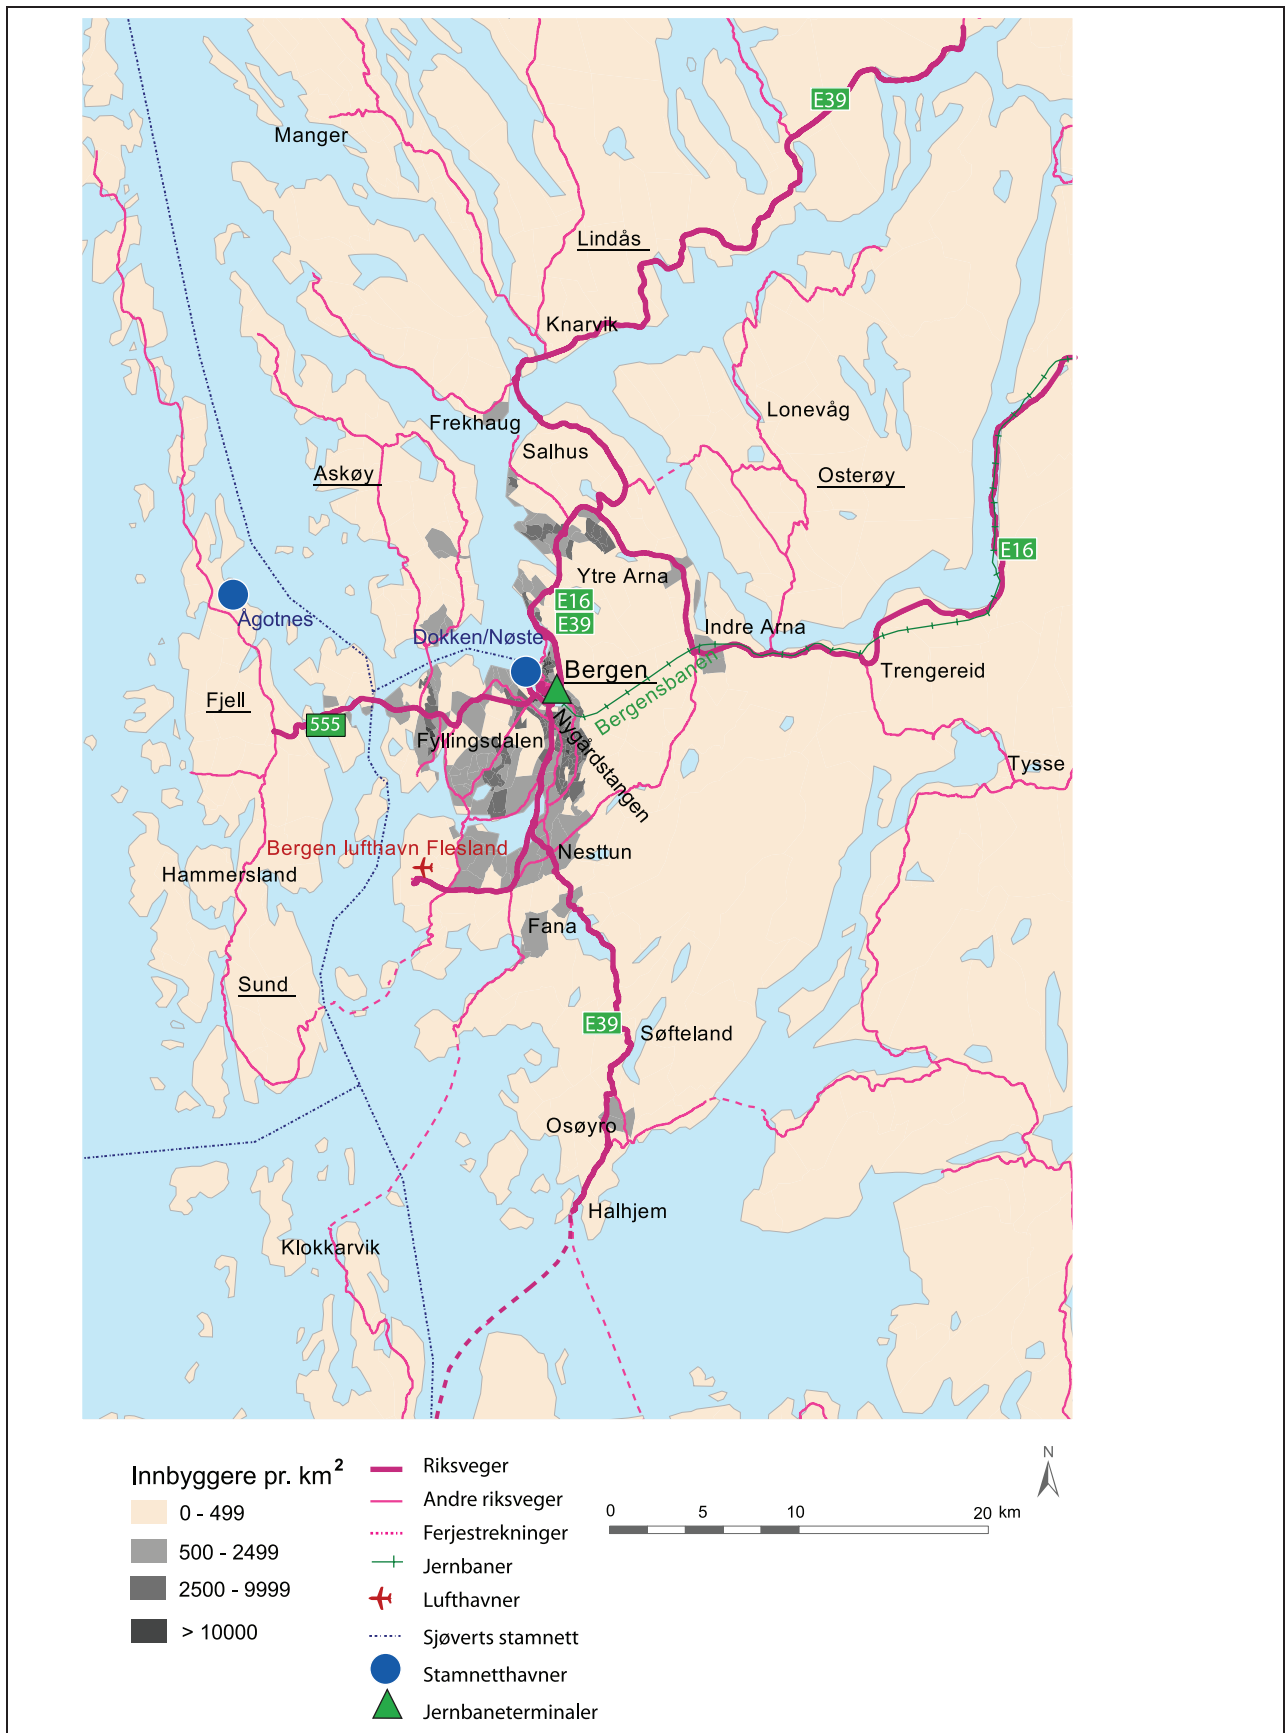 E39
Manger
Lindås
Knarvik
Lonevåg
Frekhaug
Salhus
Askøy
Osterøy
E16
Ytre Arna
Ågotnes
E16
E39
Dokken/Nøste
Indre Arna
Bergen
Trengereid
Bergensbanen
Fjell
555
Fyllingsdalen
Nygårdstangen
Tysse
Bergen lufthavn Flesland
Nesttun
Hammersland
Fana
Sund
E39
Søfteland
Osøyro
Halhjem
Klokkarvik
Innbyggere pr. km²
0 - 499
500 - 2499
2500 - 9999
> 10000
Riksveger
Andre riksveger
Ferjestrekninger
Jernbaner
Lufthavner
Sjøverts stamnett
Stamnetthavner
Jernbaneterminaler
0 5 10 20 km
N